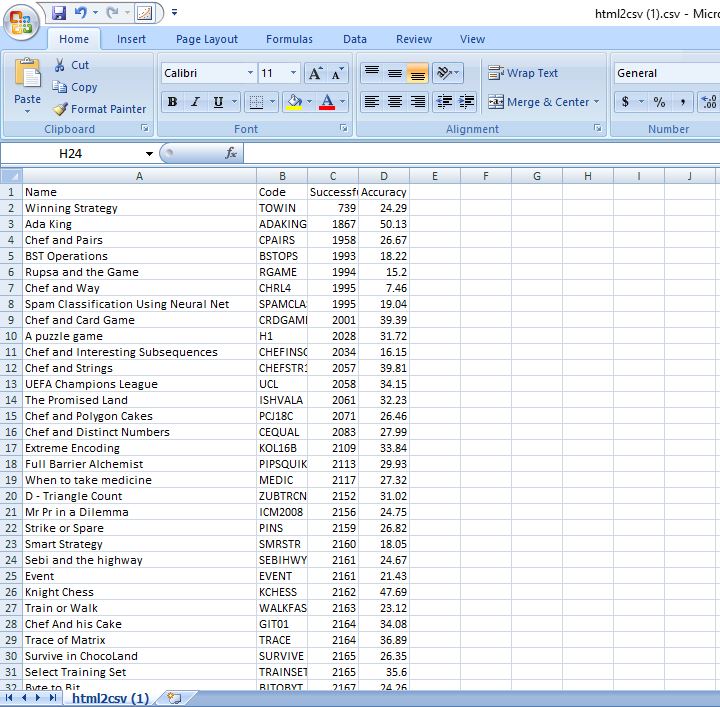 html2csv (1).csv - Micro
Home Insert Page Layout Formulas Data Review View
Cut
Calibri 11 A A Wrap Text General
Copy
Paste Format Painter B I U A Merge & Center $ % , .00
Clipboard Font Alignment Number
H24 fx
A B C D E F G H I J
1 Name Code Successfu Accuracy
2 Winning Strategy TOWIN 739 24.29
3 Ada King ADAKING 1867 50.13
4 Chef and Pairs CPAIRS 1958 26.67
5 BST Operations BSTOPS 1993 18.22
6 Rupsa and the Game RGAME 1994 15.2
7 Chef and Way CHRL4 1995 7.46
8 Spam Classification Using Neural Net SPAMCLA 1995 19.04
9 Chef and Card Game CRDGAM 2001 39.39
10 A puzzle game H1 2028 31.72
11 Chef and Interesting Subsequences CHEFINSQ 2034 16.15
12 Chef and Strings CHEFSTR1 2057 39.81
13 UEFA Champions League UCL 2058 34.15
14 The Promised Land ISHVALA 2061 32.23
15 Chef and Polygon Cakes PCJ18C 2071 26.46
16 Chef and Distinct Numbers CEQUAL 2083 27.99
17 Extreme Encoding KOL16B 2109 33.84
18 Full Barrier Alchemist PIPSQUIK 2113 29.93
19 When to take medicine MEDIC 2117 27.32
20 D - Triangle Count ZUBTRCN 2152 31.02
21 Mr Pr in a Dilemma ICM2008 2156 24.75
22 Strike or Spare PINS 2159 26.82
23 Smart Strategy SMRSTR 2160 18.05
24 Sebi and the highway SEBIHWY 2161 24.67
25 Event EVENT 2161 21.43
26 Knight Chess KCHESS 2162 47.69
27 Train or Walk WALKFAS 2163 23.12
28 Chef And his Cake GIT01 2164 34.08
29 Trace of Matrix TRACE 2164 36.89
30 Survive in ChocoLand SURVIVE 2165 26.35
31 Select Training Set TRAINSET 2165 35.6
32 Byte to Bit BITOBYT 2167 24.26
html2csv (1)